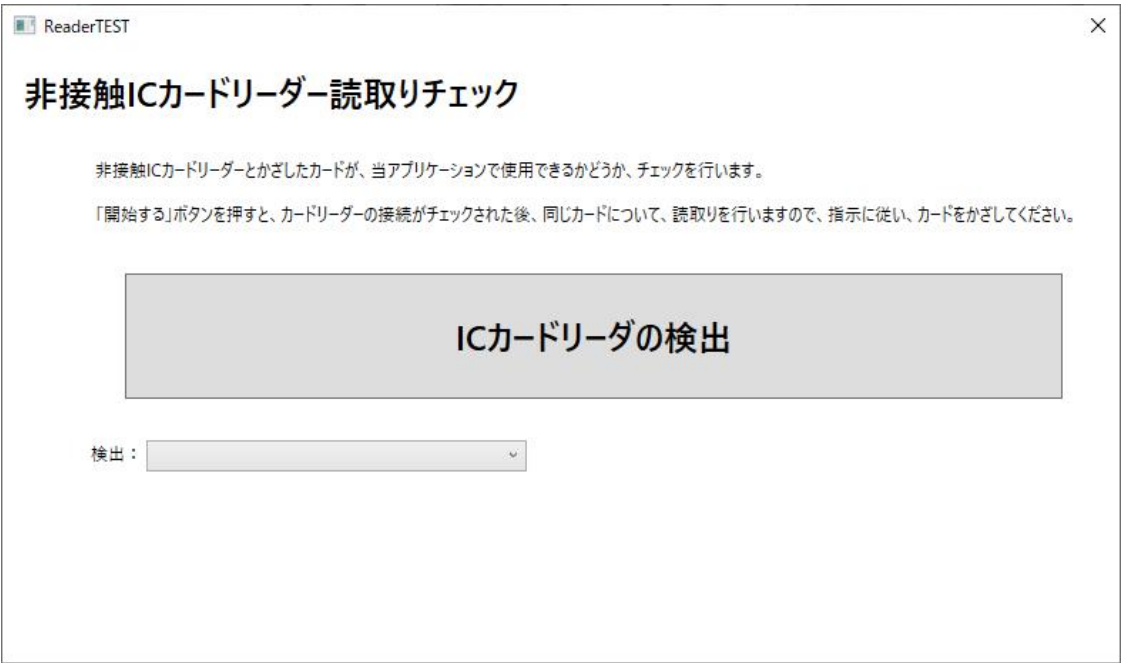 ReaderTEST
非接触ICカードリーダー読取りチェック
非接触ICカードリーダーとかざしたカードが、当アプリケーションで使用できるかどうか、チェックを行います。
「開始する」ボタンを押すと、カードリーダーの接続がチェックされた後、同じカードについて、読取りを行いますので、指示に従い、カードをかざしてください。
ICカードリーダの検出
検出：